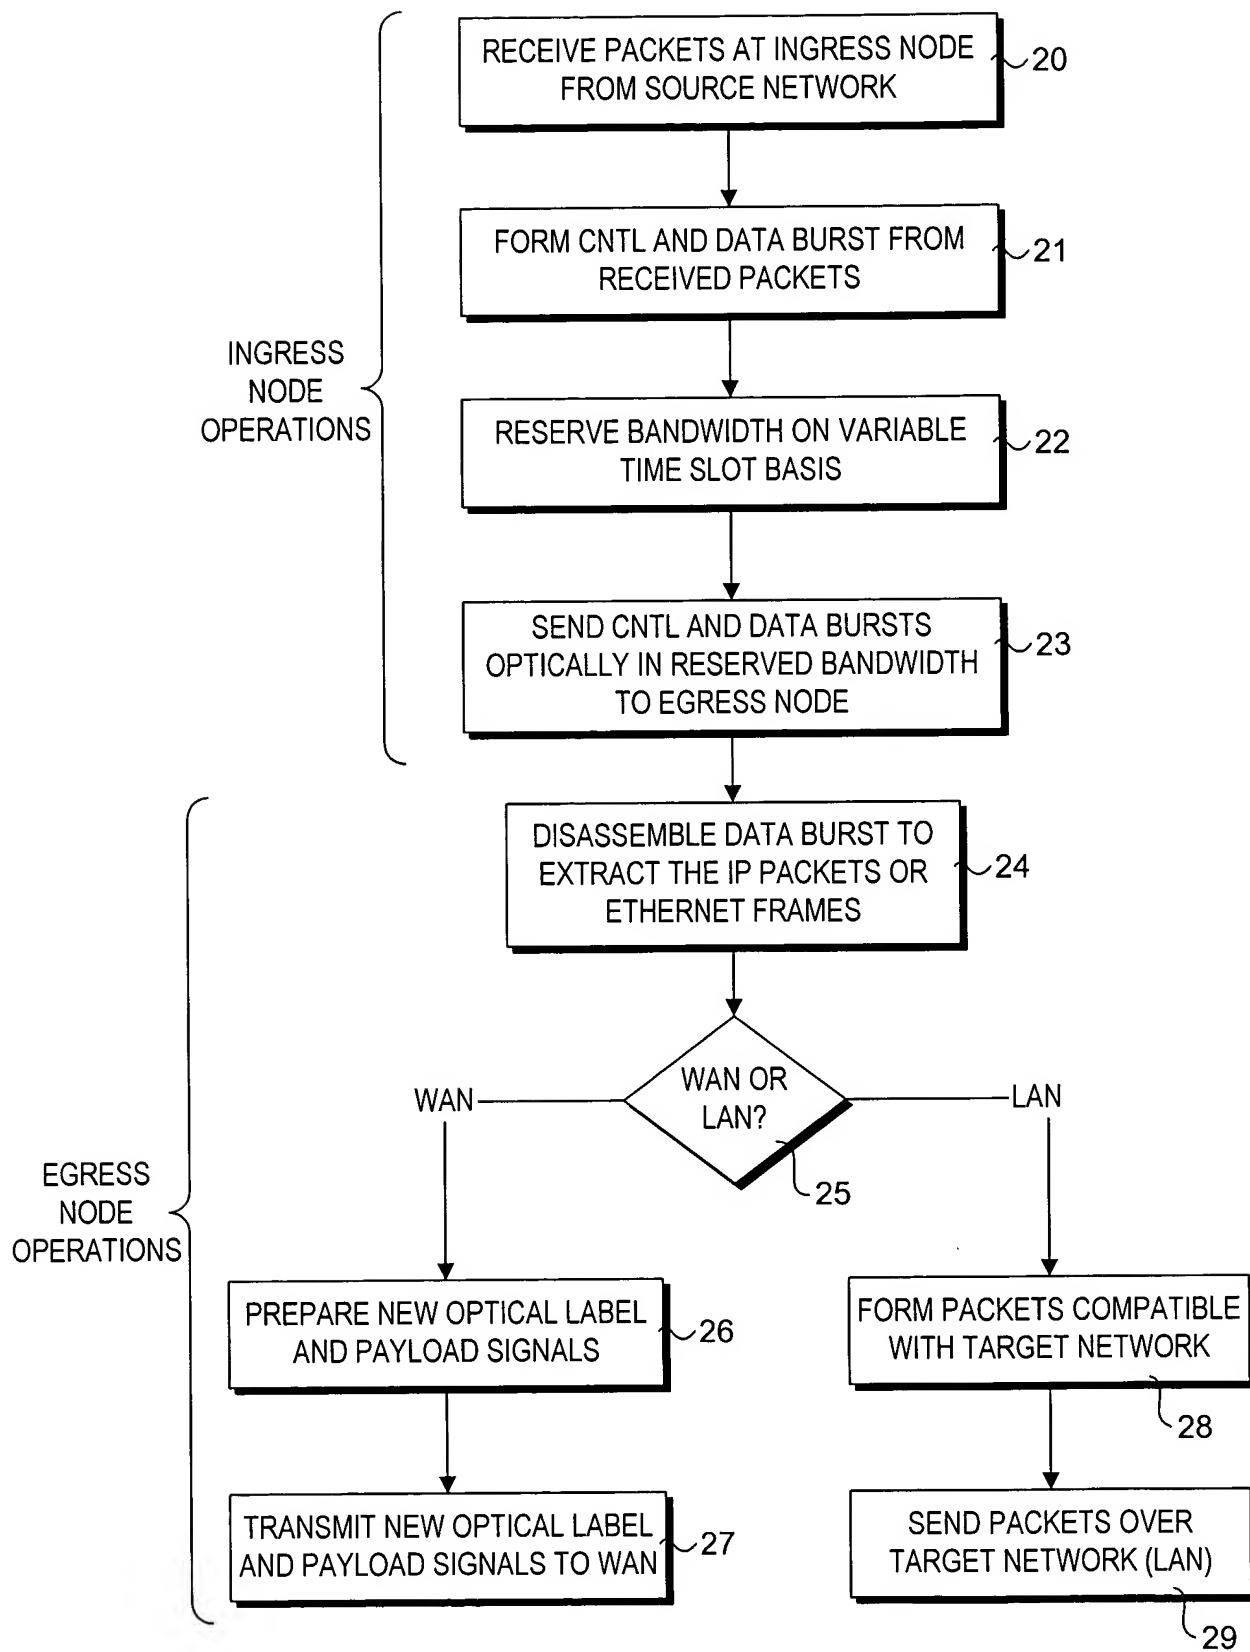 RECEIVE PACKETS AT INGRESS NODE
FROM SOURCE NETWORK
20
FORM CNTL AND DATA BURST FROM
RECEIVED PACKETS
21
INGRESS
NODE
OPERATIONS
RESERVE BANDWIDTH ON VARIABLE
TIME SLOT BASIS
22
SEND CNTL AND DATA BURSTS
OPTICALLY IN RESERVED BANDWIDTH
TO EGRESS NODE
23
DISASSEMBLE DATA BURST TO
EXTRACT THE IP PACKETS OR
ETHERNET FRAMES
24
WAN
WAN OR
LAN?
LAN
25
EGRESS
NODE
OPERATIONS
PREPARE NEW OPTICAL LABEL
AND PAYLOAD SIGNALS
26
FORM PACKETS COMPATIBLE
WITH TARGET NETWORK
28
TRANSMIT NEW OPTICAL LABEL
AND PAYLOAD SIGNALS TO WAN
27
SEND PACKETS OVER
TARGET NETWORK (LAN)
29